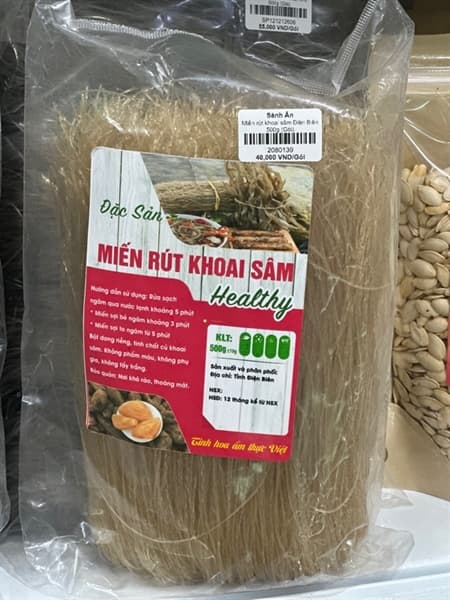 500g (Gói)
SP121212606
55,000 VND/Gói
Sành Ăn
Miến rút khoai sâm Điện Biên
500g (Gói)
2080139
40,000 VND/Gói
Đặc Sản
MIẾN RÚT KHOAI SÂM
Healthy
Hướng dẫn sử dụng: Rửa sạch
ngâm qua nước lạnh khoảng 5 phút
* Miến sợi bé ngâm khoảng 3 phút
* Miến sợi to ngâm từ 5 phút
Bột dong riềng, tinh chất củ khoai
sâm. Không phẩm màu, không phụ
gia, không tẩy trắng.
Bảo quản: Nơi khô ráo, thoáng mát.
KLT:
500g
Sản xuất và phân phối:
Địa chỉ: Tỉnh Điện Biên
NSX:
HSD: 12 tháng kể từ NSX
Tinh hoa ẩm thực Việt